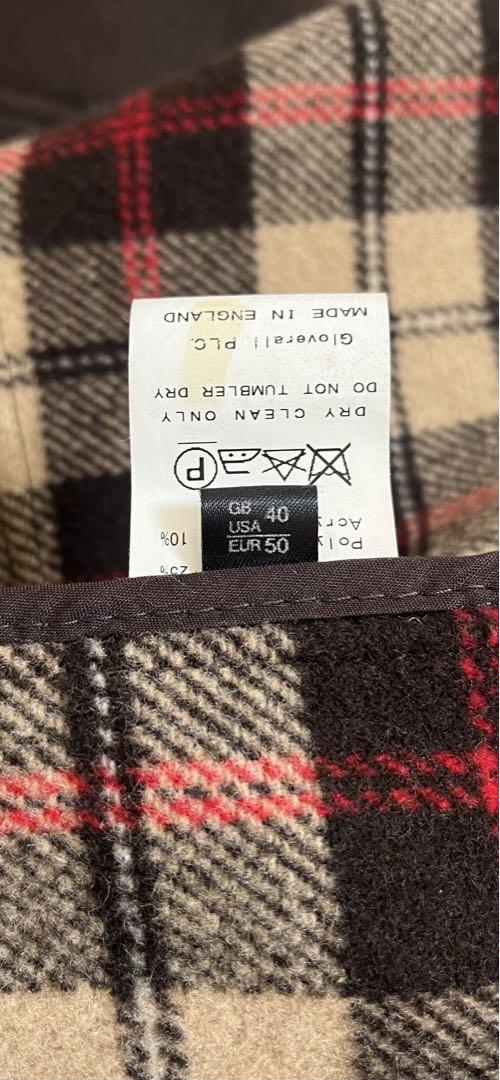 MADE IN ENGLAND
Gloverall PLC.
DO NOT TUMBLER DRY
DRY CLEAN ONLY
P
10%
GB
USA 40
EUR 50